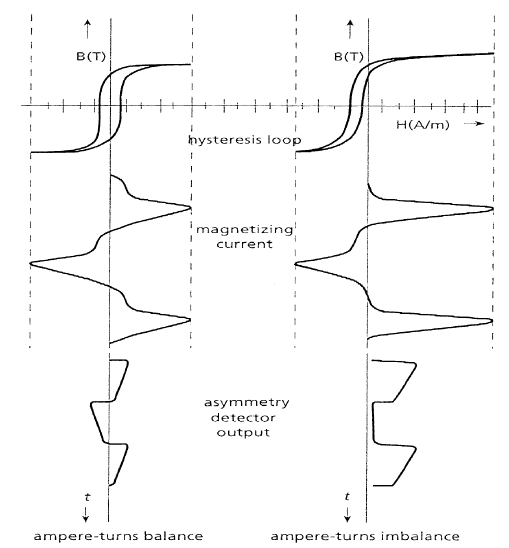 B(T)
B(T)
H(A/m)
hysteresis loop
magnetizing
current
asymmetry
detector
output
t
t
ampere-turns balance
ampere-turns imbalance